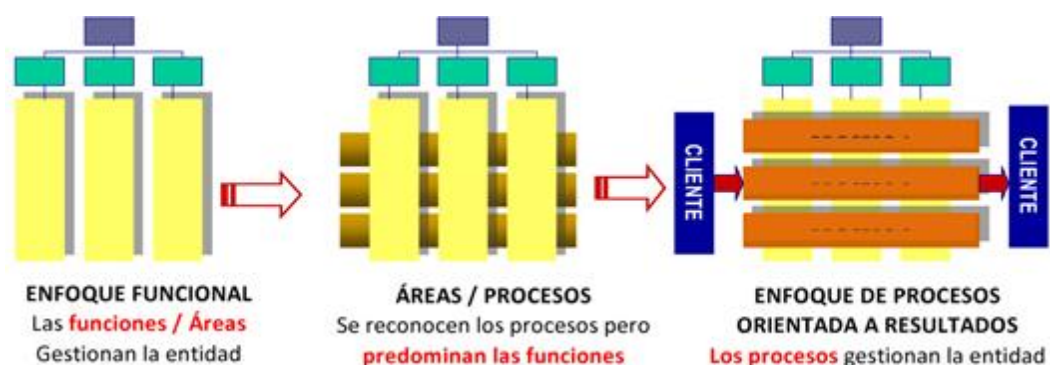 CLIENTE
CLIENTE
ENFOQUE FUNCIONAL
Las funciones / Áreas
Gestionan la entidad
ÁREAS / PROCESOS
Se reconocen los procesos pero
predominan las funciones
ENFOQUE DE PROCESOS
ORIENTADA A RESULTADOS
Los procesos gestionan la entidad